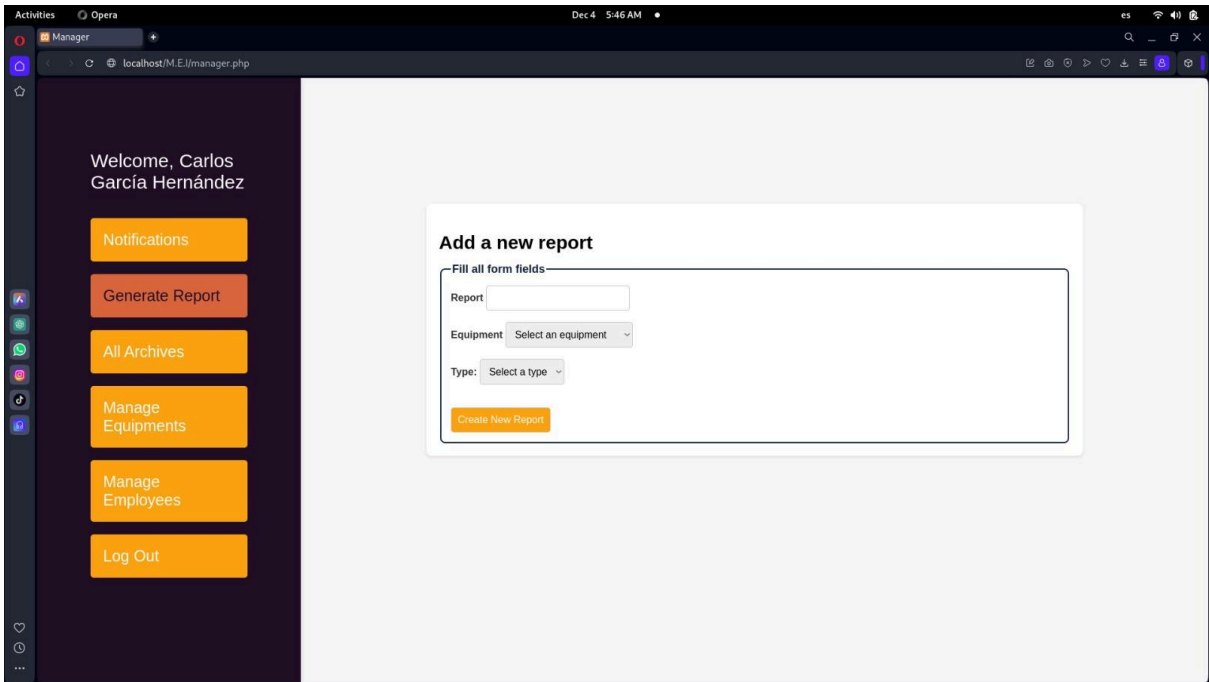 Activities Opera Dec 4 5:46 AM es
Manager
localhost/M.E.I/manager.php
Welcome, Carlos
García Hernández
Notifications
Generate Report
All Archives
Manage
Equipments
Manage
Employees
Log Out
Add a new report
Fill all form fields
Report
Equipment Select an equipment
Type: Select a type
Create New Report